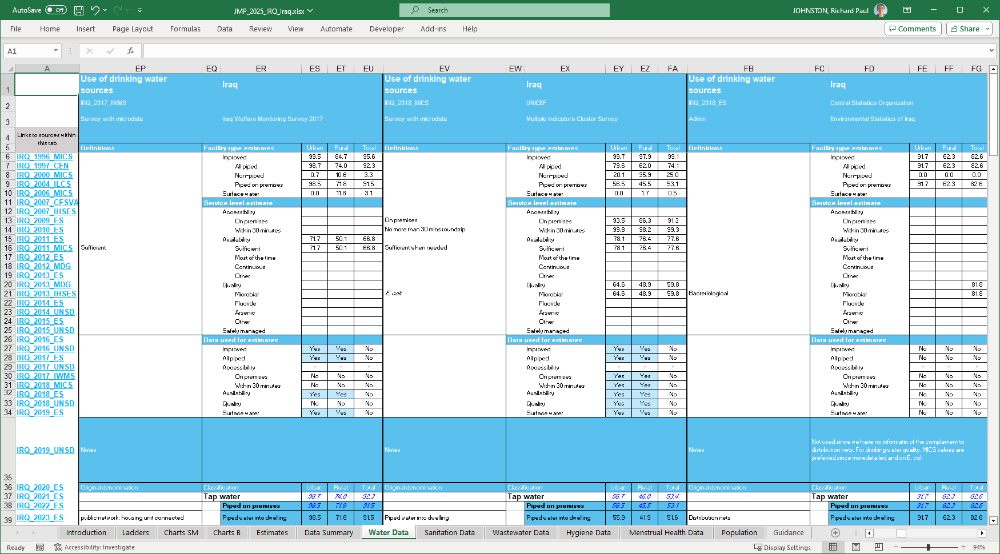 AutoSave Off JMP_2025_IRQ_Iraq.xlsx Search JOHNSTON, Richard Paul
File Home Insert Page Layout Formulas Data Review View Automate Developer Add-ins Help Comments Share
A1 fx
A EP EQ ER ES ET EU EV EW EX EY EZ FA FB FC FD FE FF FG
1 Use of drinking water sources Iraq Use of drinking water sources Iraq Use of drinking water sources Iraq
2 IRQ_2017_IWMS IRQ_2018_MICS UNICEF IRQ_2018_ES Central Statistics Organization
3 Survey with microdata Iraq Welfare Monitoring Survey 2017 Survey with microdata Multiple Indicators Cluster Survey Admin Environmental Statistics of Iraq
4 Links to sources within this tab
5 Definitions Facility type estimates Urban Rural Total Definitions Facility type estimates Urban Rural Total Definitions Facility type estimates Urban Rural Total
6 IRQ_1996_MICS Improved 99.5 84.7 95.6 Improved 99.7 97.9 99.1 Improved 91.7 62.3 82.6
7 IRQ_1997_CEN All piped 98.7 74.0 92.3 All piped 79.6 62.0 74.1 All piped 91.7 62.3 82.6
8 IRQ_2000_MICS Non-piped 0.7 10.6 3.3 Non-piped 20.1 35.9 25.0 Non-piped 0.0 0.0 0.0
9 IRQ_2004_ILCS Piped on premises 98.5 71.8 91.5 Piped on premises 56.5 45.5 53.1 Piped on premises 91.7 62.3 82.6
10 IRQ_2006_MICS Surface water 0.0 11.8 3.1 Surface water 0.0 1.7 0.5 Surface water
11 IRQ_2007_CFSVA Service level estimate Service level estimate Service level estimate
12 IRQ_2007_IHSES Accessibility Accessibility Accessibility
13 IRQ_2009_ES On premises On premises On premises 93.5 86.3 91.3 On premises
14 IRQ_2010_ES Within 30 minutes No more than 30 mins roundtrip Within 30 minutes 99.8 98.2 99.3 Within 30 minutes
15 IRQ_2011_ES Availability 71.7 50.1 66.8 Availability 78.1 76.4 77.6 Availability
16 IRQ_2011_MICS Sufficient Sufficient 71.7 50.1 66.8 Sufficient when needed Sufficient 78.1 76.4 77.6 Sufficient
17 IRQ_2012_ES Most of the time Most of the time Most of the time
18 IRQ_2012_MDG Continuous Continuous Continuous
19 IRQ_2013_ES Other Other Other
20 IRQ_2013_MDG Quality Quality 64.6 48.9 59.8 Quality 81.8
21 IRQ_2013_IHSES Microbial E. coli Microbial 64.6 48.9 59.8 Bacteriological Microbial 81.8
22 IRQ_2014_ES Fluoride Fluoride Fluoride
23 IRQ_2014_UNSD Arsenic Arsenic Arsenic
24 IRQ_2015_ES Other Other Other
25 IRQ_2015_UNSD Safely managed Safely managed Safely managed
26 IRQ_2016_ES Data used for estimates Data used for estimates Data used for estimates
27 IRQ_2016_UNSD Improved Yes Yes No Improved Yes Yes No Improved No No No
28 IRQ_2017_ES All piped Yes Yes No All piped Yes Yes No All piped No No No
29 IRQ_2017_UNSD Accessibility - - - Accessibility - - - Accessibility - - -
30 IRQ_2017_IWMS On premises No No No On premises Yes Yes No On premises No No No
31 IRQ_2018_MICS Within 30 minutes No No No Within 30 minutes Yes Yes No Within 30 minutes No No No
32 IRQ_2018_ES Availability Yes Yes No Availability Yes Yes No Availability No No No
33 IRQ_2018_UNSD Quality No No No Quality Yes Yes No Quality No No No
34 IRQ_2019_ES Surface water Yes Yes No Surface water Yes Yes No Surface water No No No
Not used since we have no informatin of the complement to
distribution nets. For drinking water quality, MICS values are
preferred since moredetailed and on E. coli
35 IRQ_2019_UNSD Notes Notes Notes
36 IRQ_2020_ES Original denomination Classification Urban Rural Total Original denomination Classification Urban Rural Total Original denomination Classification Urban Rural Total
37 IRQ_2021_ES Tap water 98.7 74.0 92.3 Tap water 56.7 46.0 53.4 Tap water 91.7 62.3 82.6
38 IRQ_2022_ES Piped on premises 98.5 71.8 91.5 Piped on premises 56.5 45.5 53.1 Piped on premises 91.7 62.3 82.6
39 IRQ_2023_ES public network: housing unit connected Piped water into dwelling 98.5 71.8 91.5 Piped water into dwelling Piped water into dwelling 55.9 41.9 51.6 Distribution nets Piped water into dwelling 91.7 62.3 82.6
Introduction Ladders Charts SM Charts B Estimates Data Summary Water Data Sanitation Data Wastewater Data Hygiene Data Menstrual Health Data Population Guidance
Ready Accessibility: Investigate Display Settings 94%